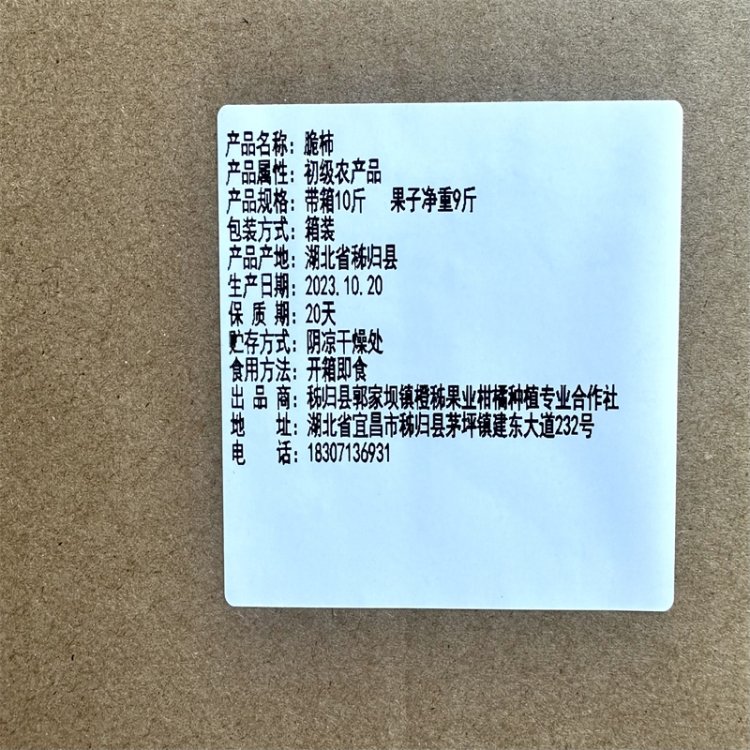 产品名称：脆柿
产品属性：初级农产品
产品规格：带箱10斤 果子净重9斤
包装方式：箱装
产品产地：湖北省秭归县
生产日期：2023.10.20
保 质 期：20天
贮存方式：阴凉干燥处
食用方法：开箱即食
出 品 商：秭归县郭家坝镇橙秭果业柑橘种植专业合作社
地 址：湖北省宜昌市秭归县茅坪镇建东大道232号
电 话：18307136931